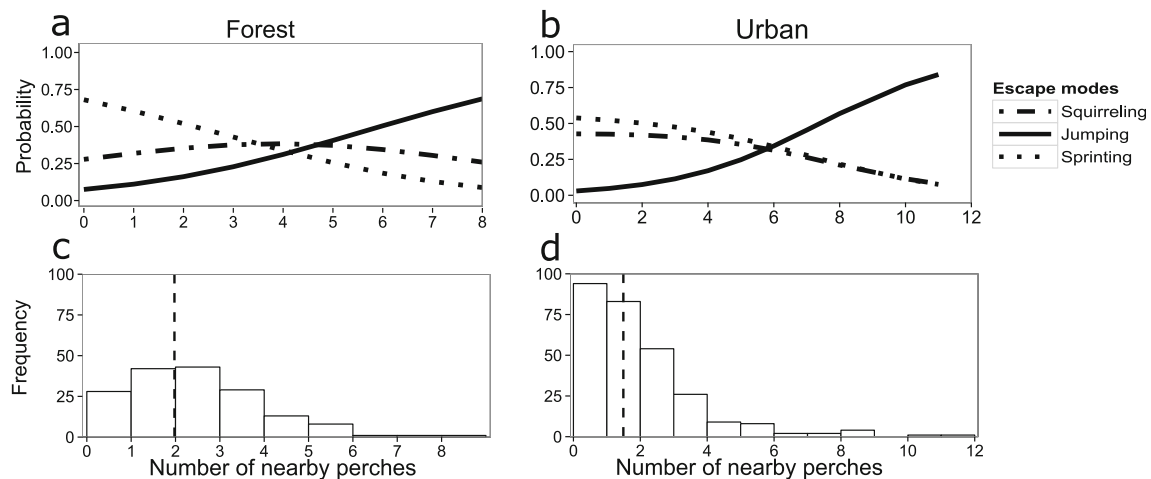 a Forest
b Urban
1.00
0.75
0.50
0.25
0.00
Probability
0 1 2 3 4 5 6 7 8
1.00
0.75
0.50
0.25
0.00
0 2 4 6 8 10 12
Escape modes
Squirreling
Jumping
Sprinting
c
100
75
50
25
0
Frequency
0 1 2 3 4 5 6 7 8
Number of nearby perches
d
100
75
50
25
0
0 2 4 6 8 10 12
Number of nearby perches